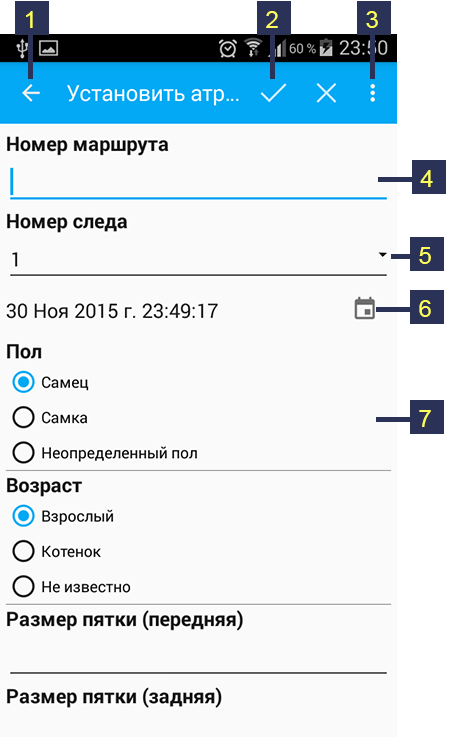 1 2 3
60 % 23:50
Установить атр...
Номер маршрута
4
Номер следа
1
5
30 Ноя 2015 г. 23:49:17
6
Пол
Самец
Самка
7
Неопределенный пол
Возраст
Взрослый
Котенок
Не известно
Размер пятки (передняя)
Размер пятки (задняя)